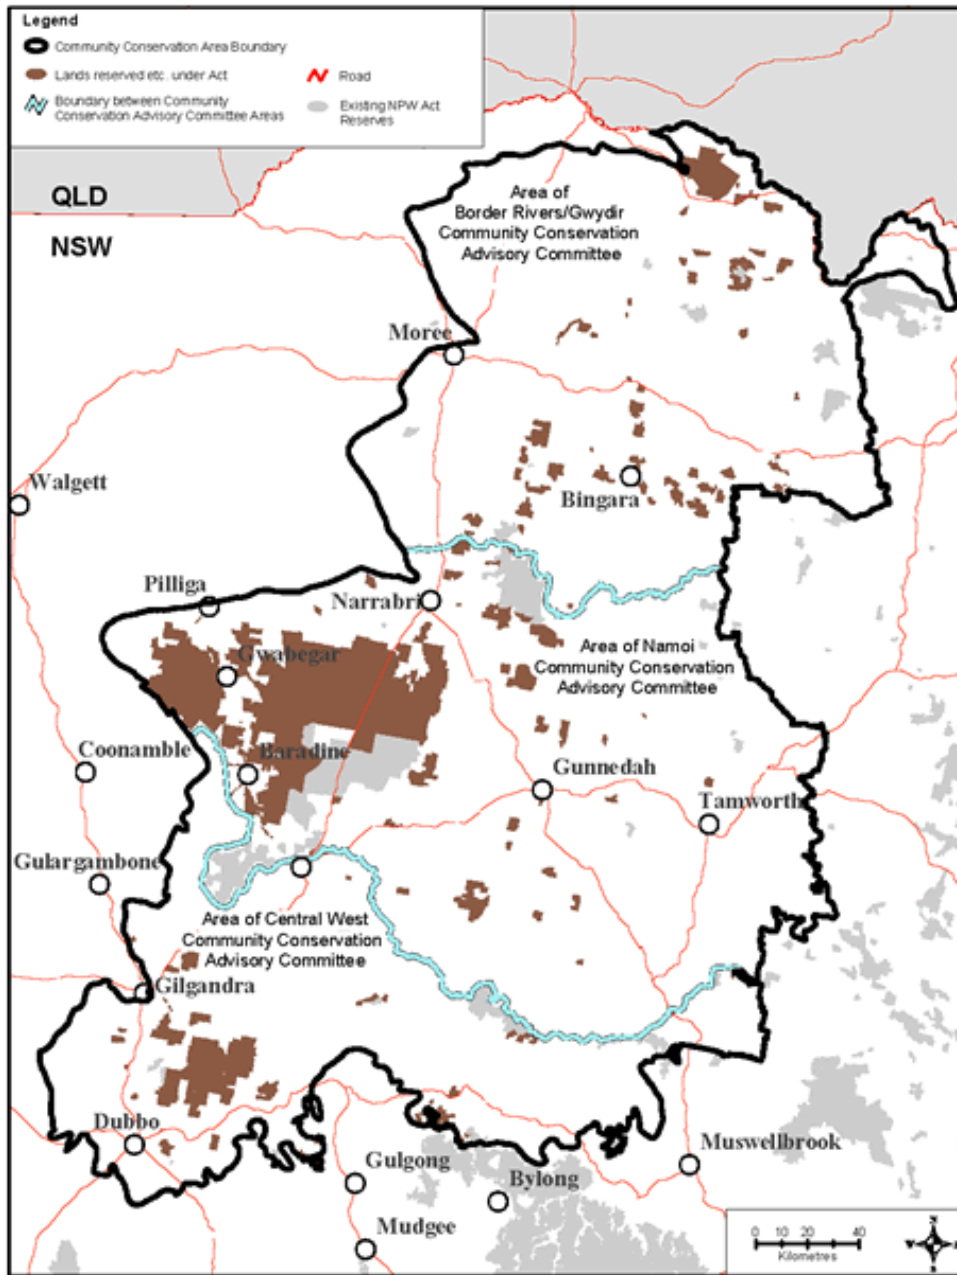 Legend
Community Conservation Area Boundary
Lands reserved etc. under Act
Road
Boundary between Community
Conservation Advisory Committee Areas
Existing NPW Act
Reserves
QLD
NSW
Area of
Border Rivers/Gwydir
Community Conservation
Advisory Committee
Moree
Walgett
Bingara
Pilliga
Narrabri
Gwabegar
Area of Namoi
Community Conservation
Advisory Committee
Coonamble
Baradine
Gunnedah
Tamworth
Gulargambone
Area of Central West
Community Conservation
Advisory Committee
Gilgandra
Dubbo
Muswellbrook
Gulgong
Bylong
Mudgee
0 10 20 40
Kilometres